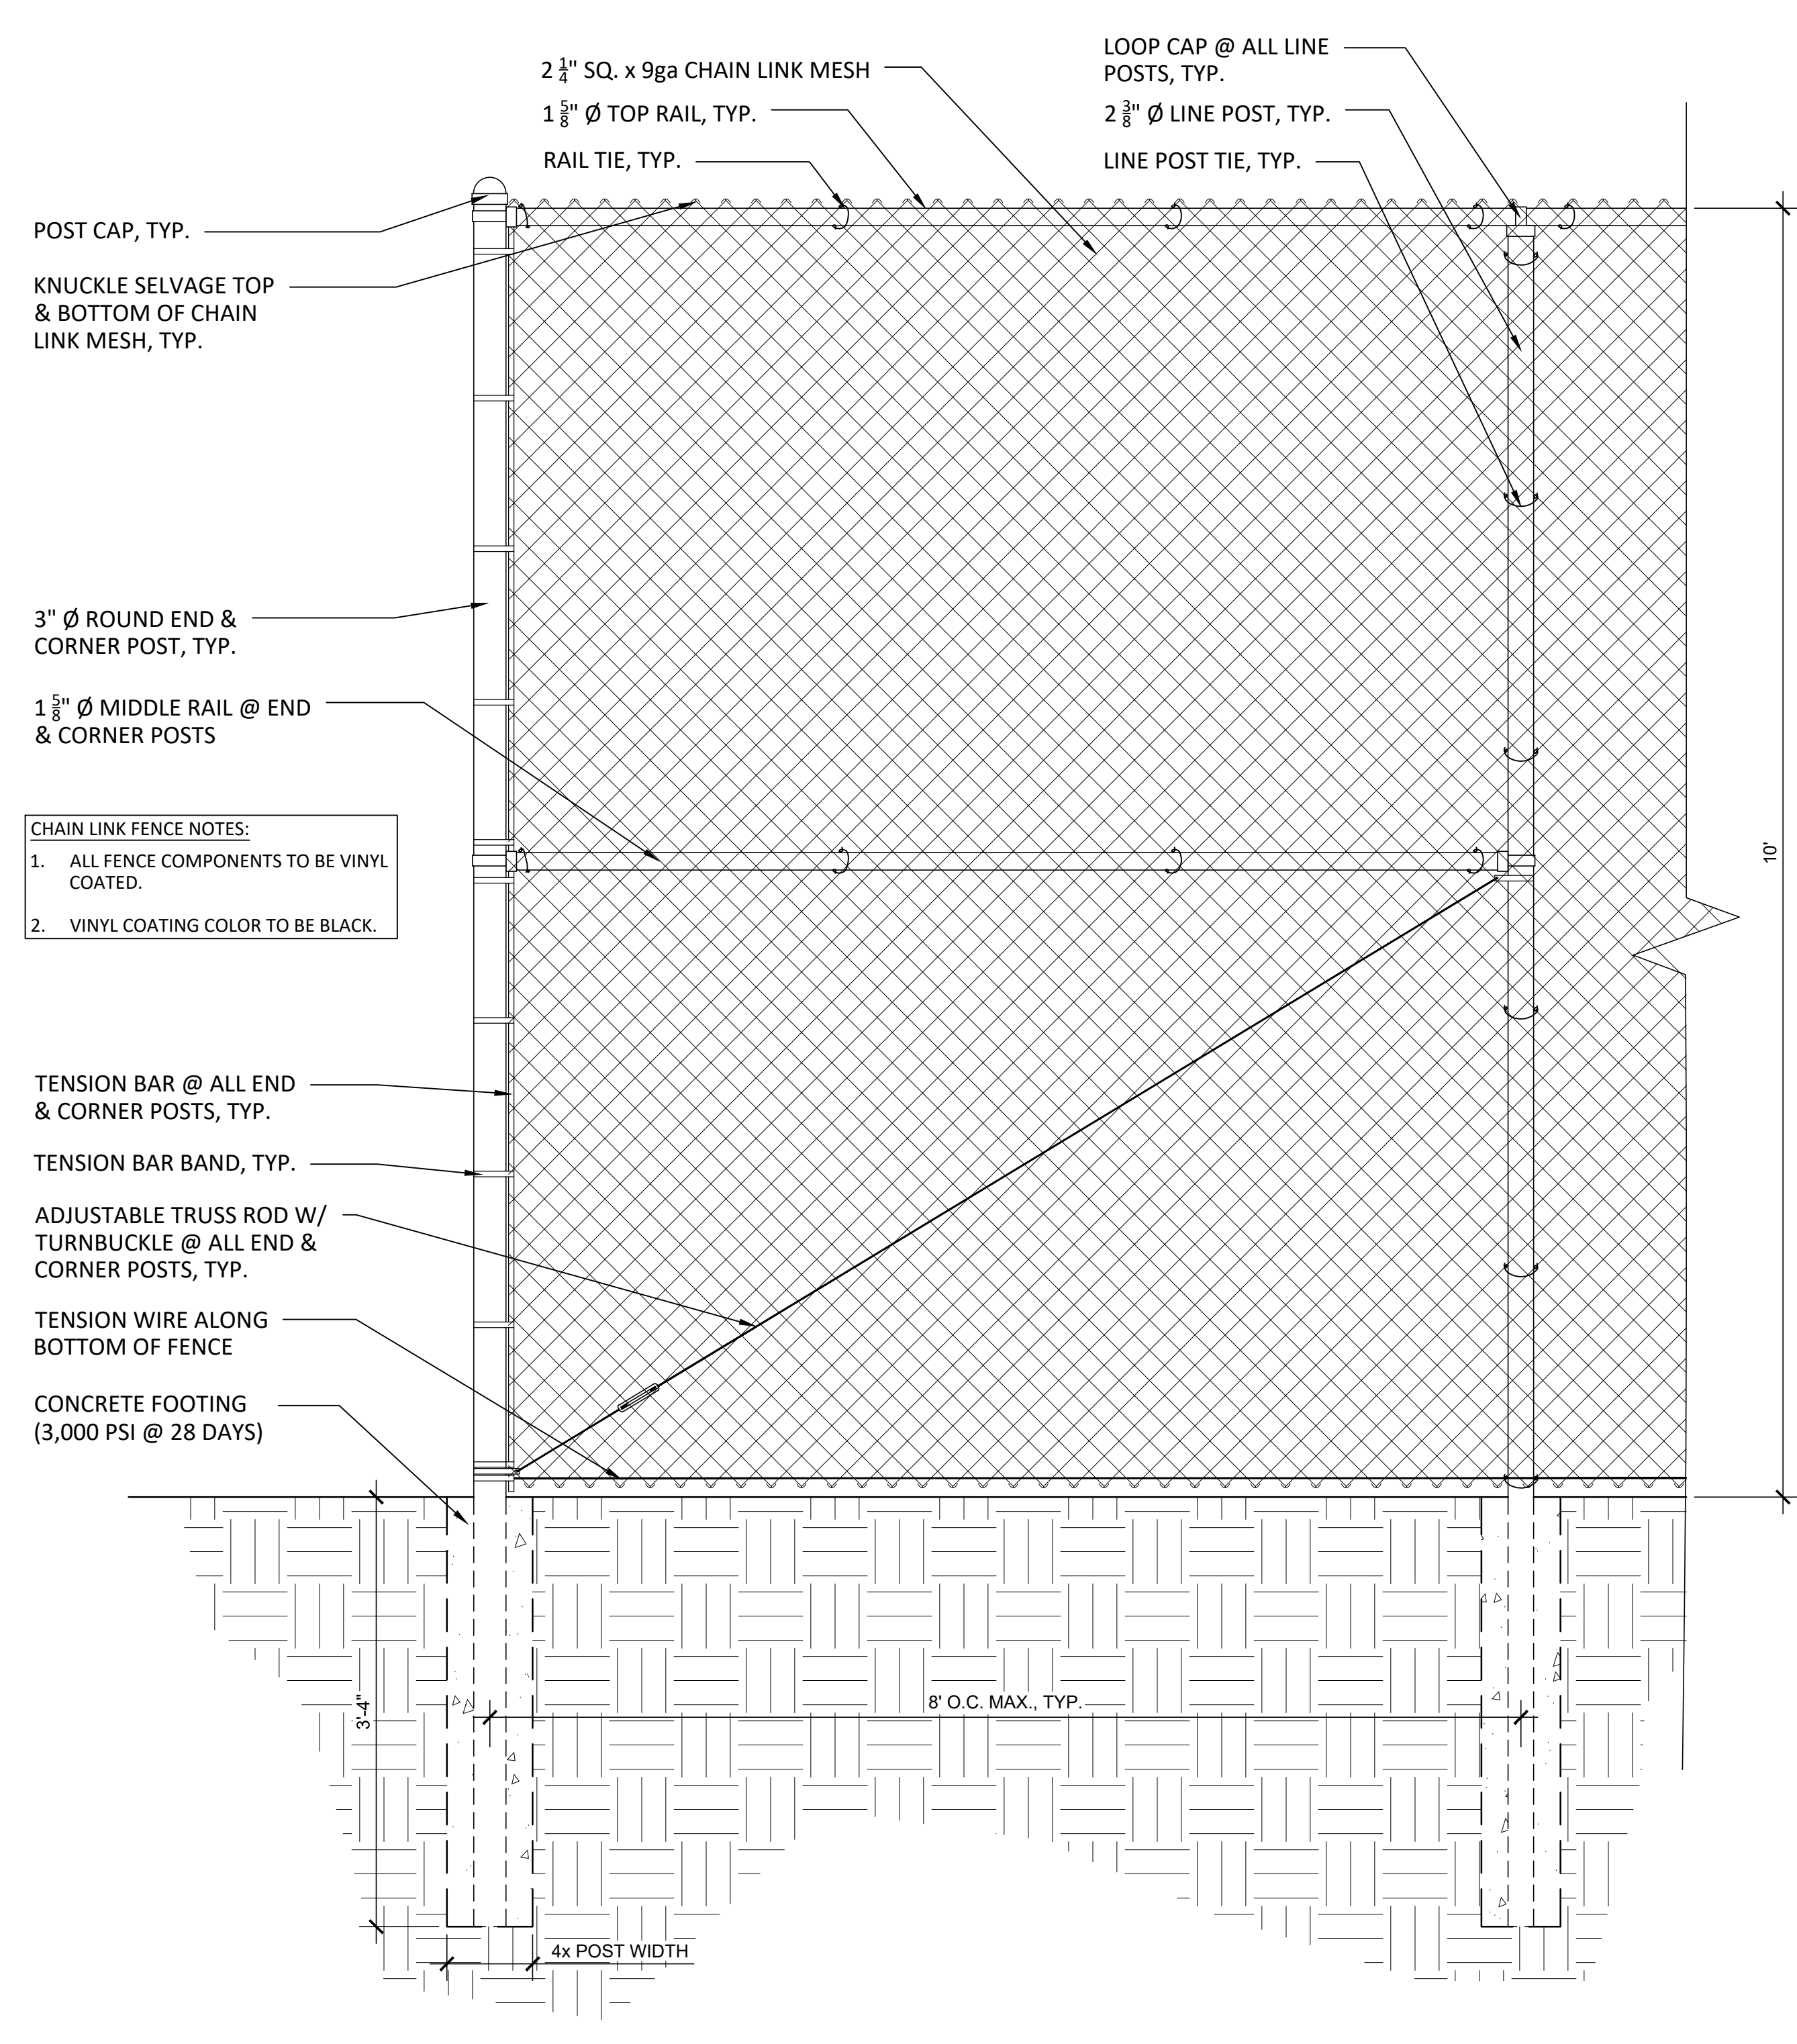 2 1/4" SQ. x 9ga CHAIN LINK MESH
1 5/8" Ø TOP RAIL, TYP.
RAIL TIE, TYP.
LOOP CAP @ ALL LINE
POSTS, TYP.
2 3/8" Ø LINE POST, TYP.
LINE POST TIE, TYP.
POST CAP, TYP.
KNUCKLE SELVAGE TOP
& BOTTOM OF CHAIN
LINK MESH, TYP.
3" Ø ROUND END &
CORNER POST, TYP.
1 5/8" Ø MIDDLE RAIL @ END
& CORNER POSTS
CHAIN LINK FENCE NOTES:
1. ALL FENCE COMPONENTS TO BE VINYL
COATED.
2. VINYL COATING COLOR TO BE BLACK.
10'
TENSION BAR @ ALL END
& CORNER POSTS, TYP.
TENSION BAR BAND, TYP.
ADJUSTABLE TRUSS ROD W/
TURNBUCKLE @ ALL END &
CORNER POSTS, TYP.
TENSION WIRE ALONG
BOTTOM OF FENCE
CONCRETE FOOTING
(3,000 PSI @ 28 DAYS)
3'-4"
8' O.C. MAX., TYP.
4x POST WIDTH